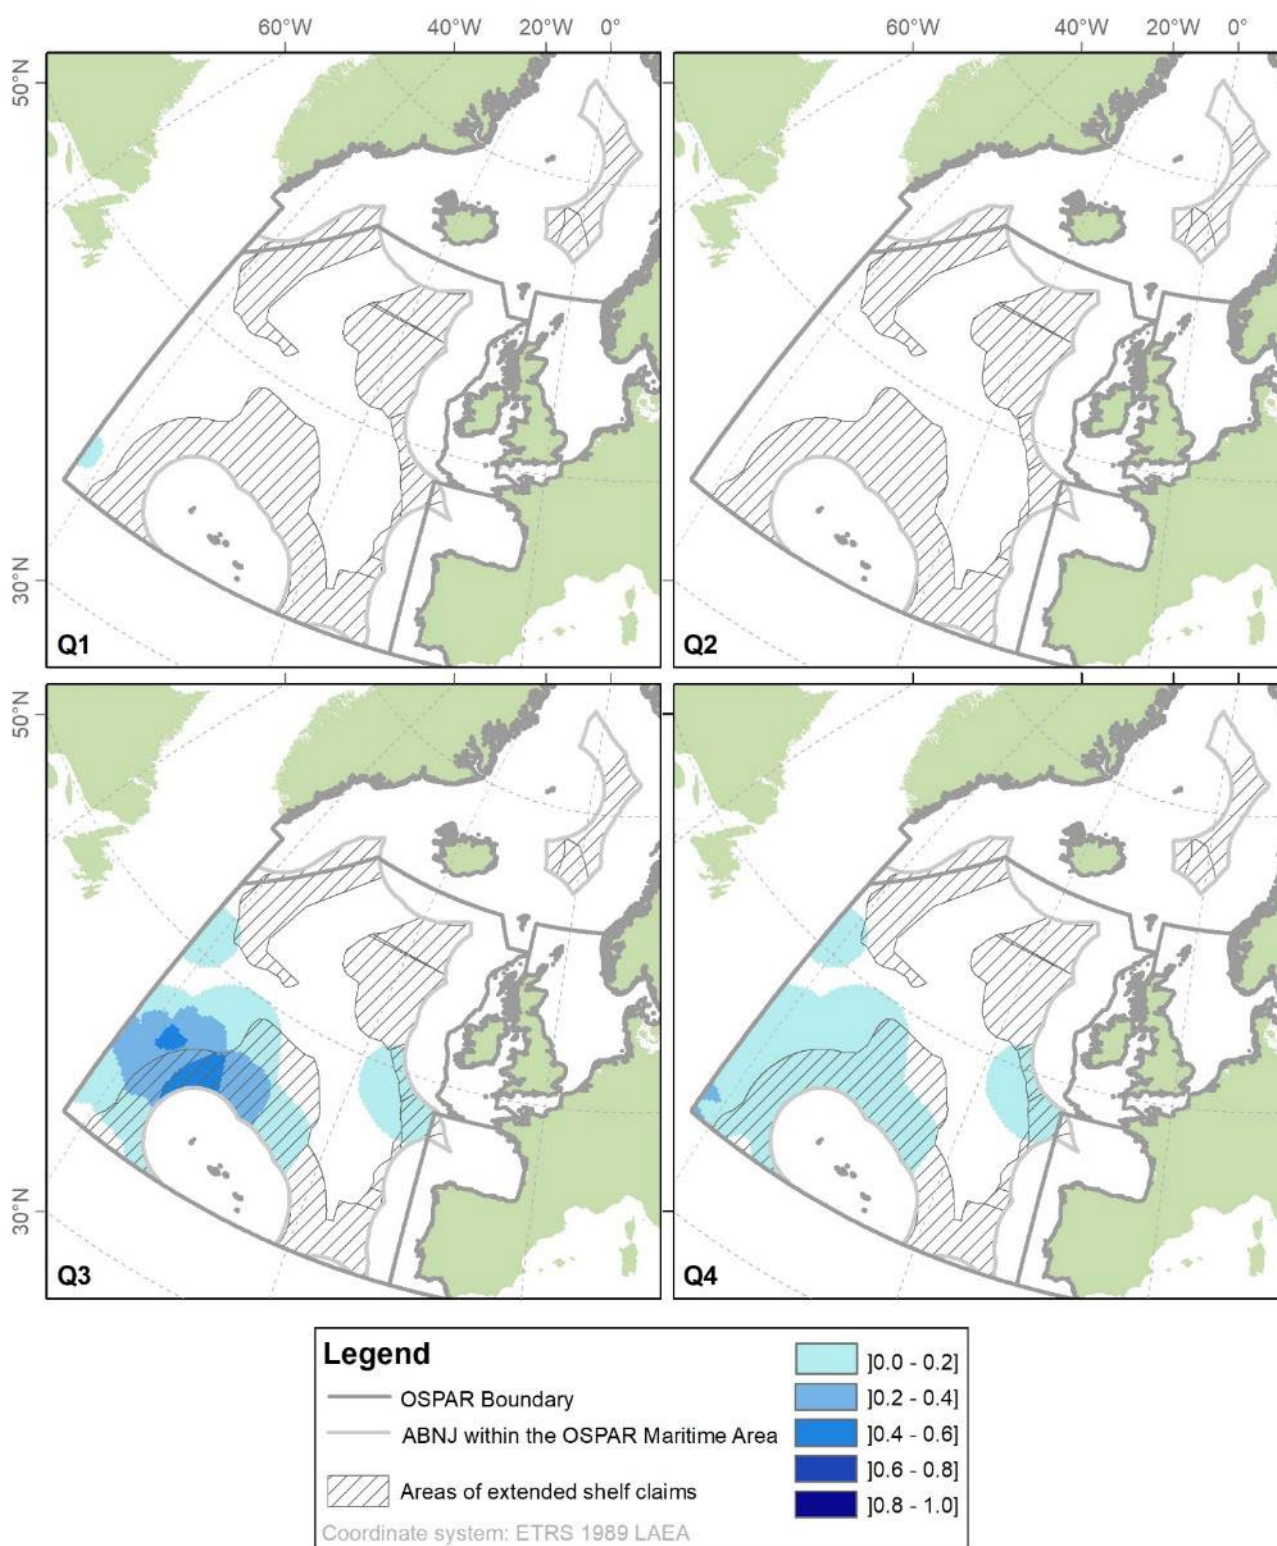 60°W 40°W 20°W 0° 60°W 40°W 20°W 0°
50°N
30°N
Q1 Q2
50°N
30°N
Q3 Q4
Legend
OSPAR Boundary
ABNJ within the OSPAR Maritime Area
Areas of extended shelf claims
Coordinate system: ETRS 1989 LAEA
]0.0 - 0.2]
]0.2 - 0.4]
]0.4 - 0.6]
]0.6 - 0.8]
]0.8 - 1.0]